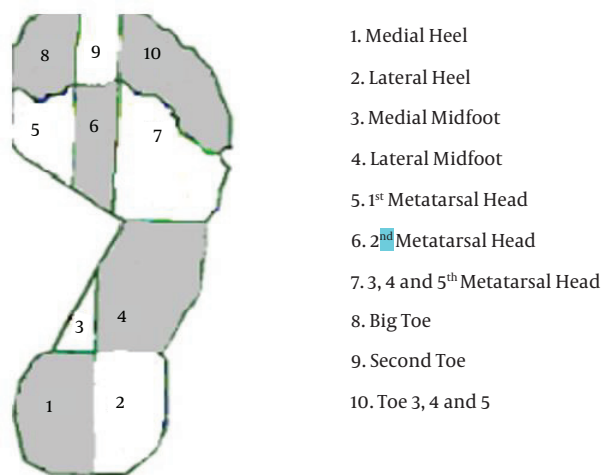 8
9
10
5
6
7
3
4
1
2
1. Medial Heel
2. Lateral Heel
3. Medial Midfoot
4. Lateral Midfoot
5. 1st Metatarsal Head
6. 2nd Metatarsal Head
7. 3, 4 and 5th Metatarsal Head
8. Big Toe
9. Second Toe
10. Toe 3, 4 and 5